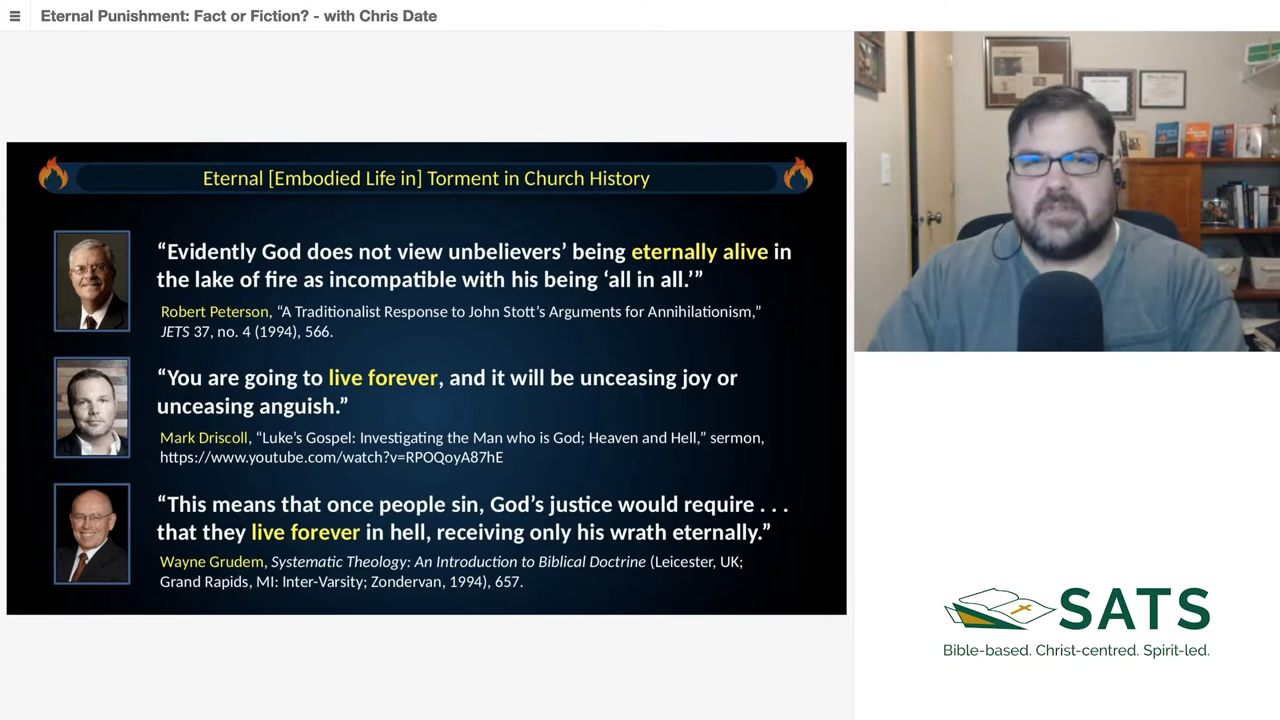 Eternal Punishment: Fact or Fiction? - with Chris Date
Eternal [Embodied Life in] Torment in Church History
“Evidently God does not view unbelievers’ being eternally alive in
the lake of fire as incompatible with his being ‘all in all.’”
Robert Peterson, “A Traditionalist Response to John Stott’s Arguments for Annihilationism,”
JETS 37, no. 4 (1994), 566.
“You are going to live forever, and it will be unceasing joy or
unceasing anguish.”
Mark Driscoll, “Luke’s Gospel: Investigating the Man who is God; Heaven and Hell,” sermon,
https://www.youtube.com/watch?v=RPOQoyA87hE
“This means that once people sin, God’s justice would require . . .
that they live forever in hell, receiving only his wrath eternally.”
Wayne Grudem, Systematic Theology: An Introduction to Biblical Doctrine (Leicester, UK;
Grand Rapids, MI: Inter-Varsity; Zondervan, 1994), 657.
SATS
Bible-based. Christ-centred. Spirit-led.